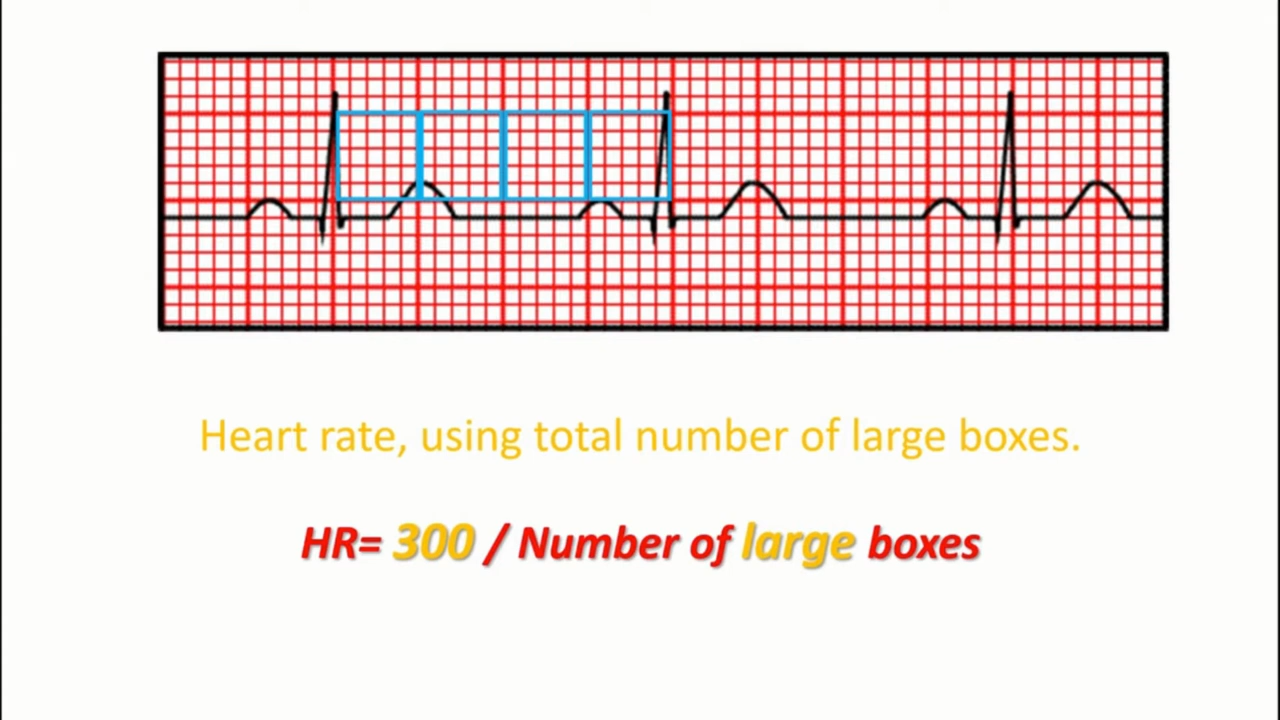 Heart rate, using total number of large boxes.
HR= 300 / Number of large boxes